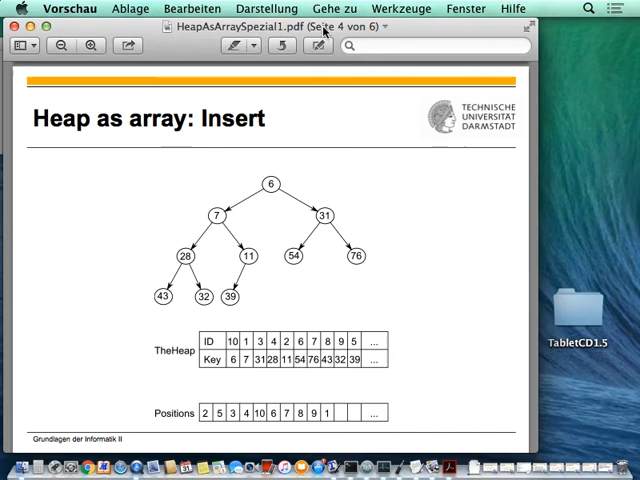 Vorschau Ablage Bearbeiten Darstellung Gehe zu Werkzeuge Fenster Hilfe
HeapAsArraySpezial1.pdf (Seite 4 von 6)
Heap as array: Insert
TECHNISCHE
UNIVERSITÄT
DARMSTADT
6
7 31
28 11 54 76
43 32 39
TheHeap
ID 10 1 3 4 2 6 7 8 9 5 ...
Key 6 7 31 28 11 54 76 43 32 39
Positions 2 5 3 4 10 6 7 8 9 1 ...
Grundlagen der Informatik II
TabletCD1.5